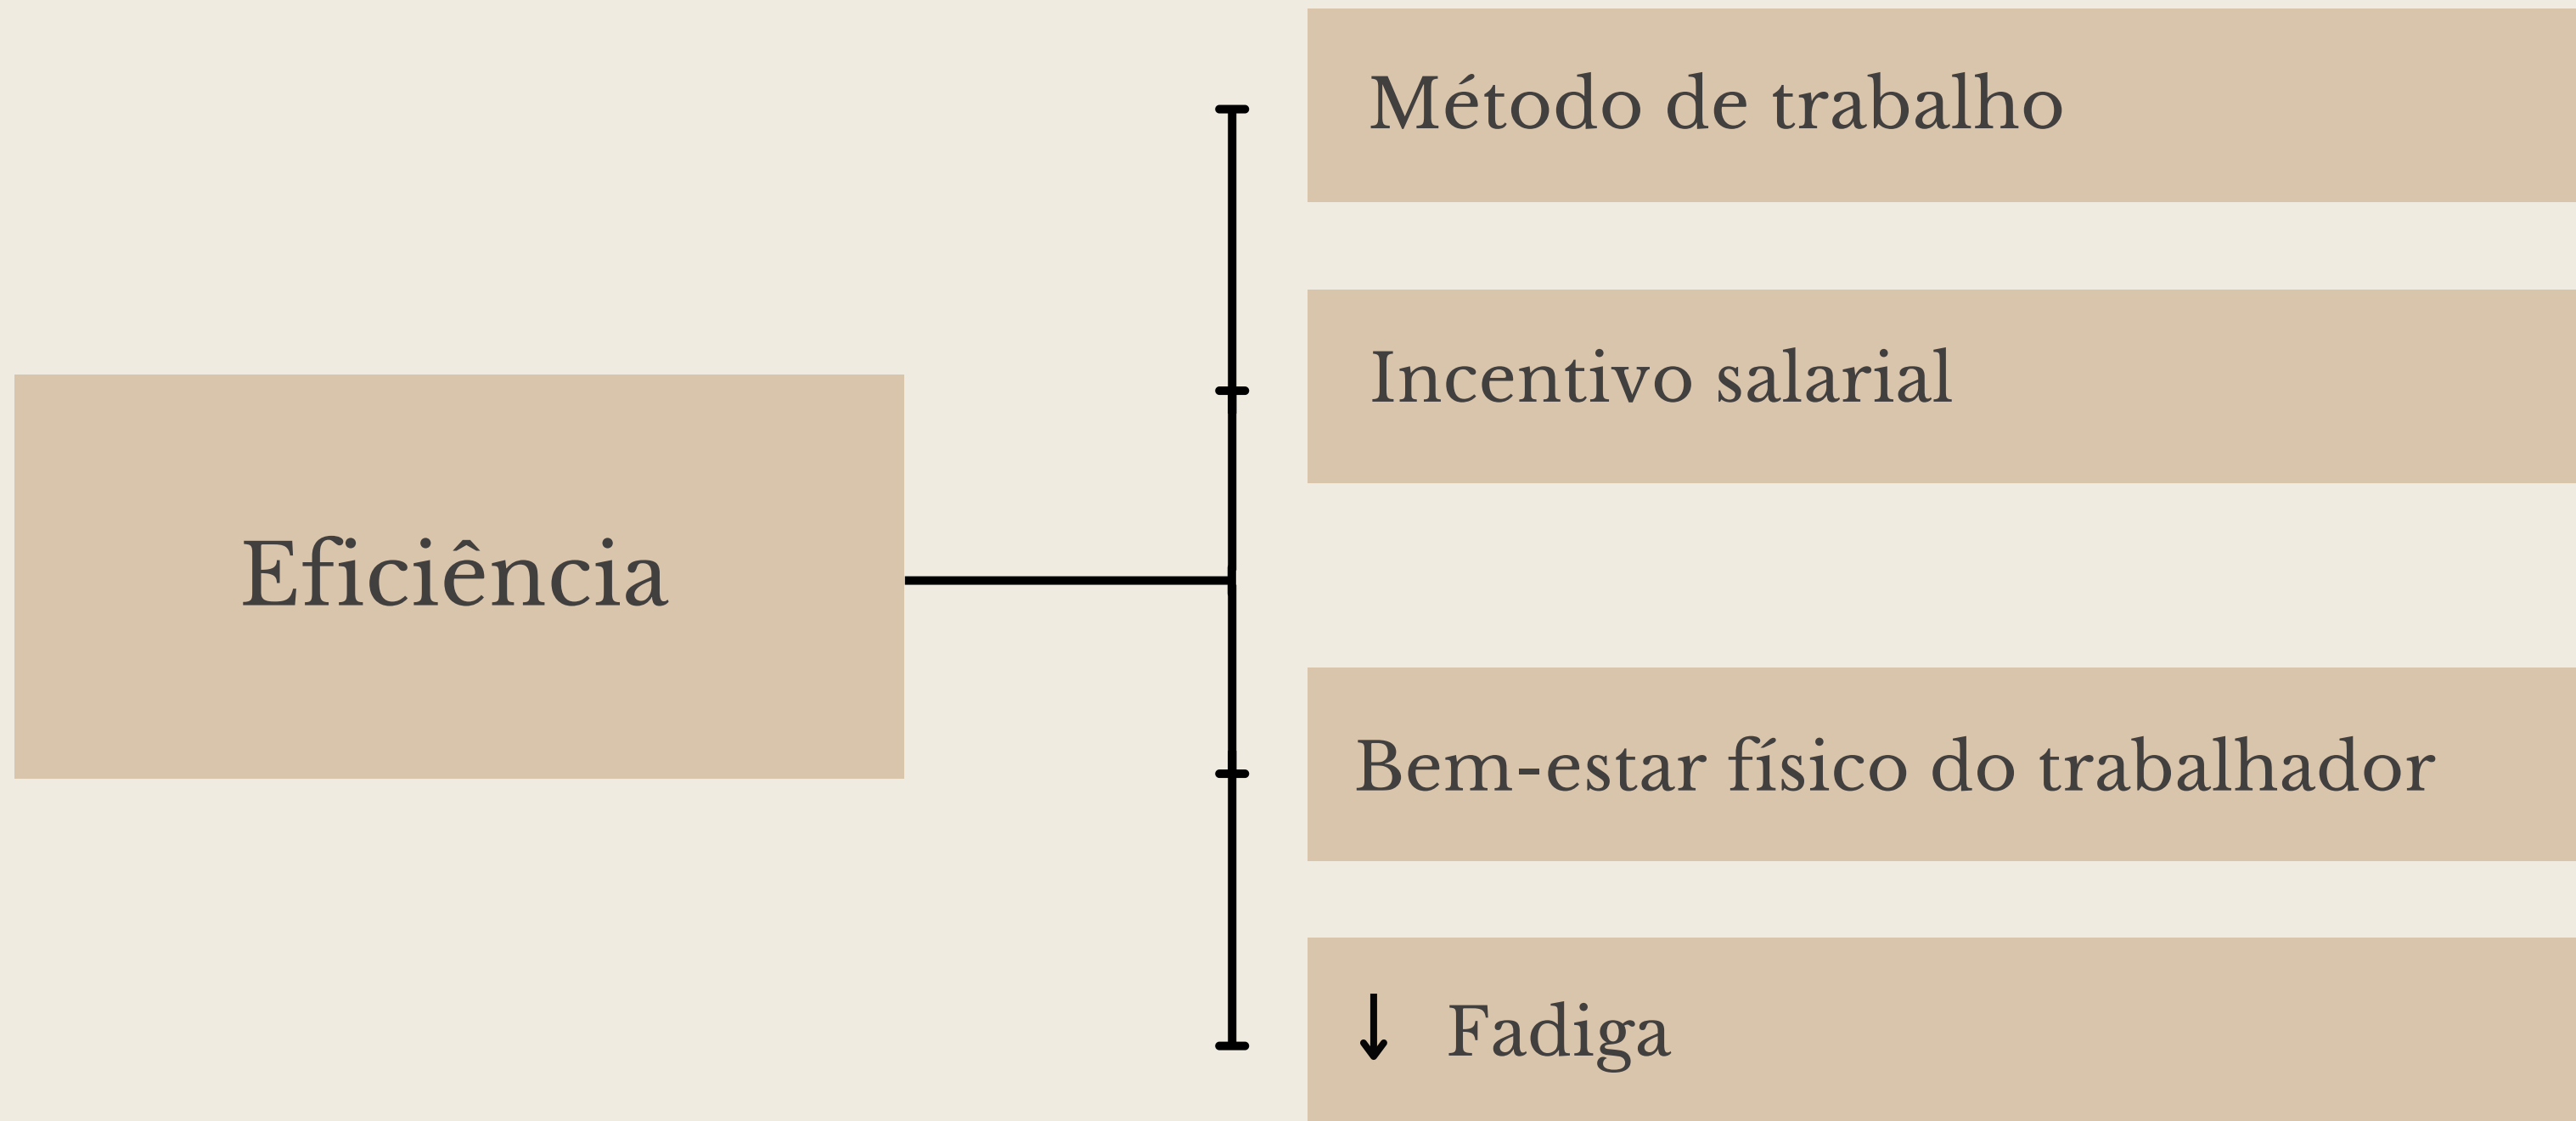 Método de trabalho
Incentivo salarial
Eficiência
Bem-estar físico do trabalhador
↓ Fadiga